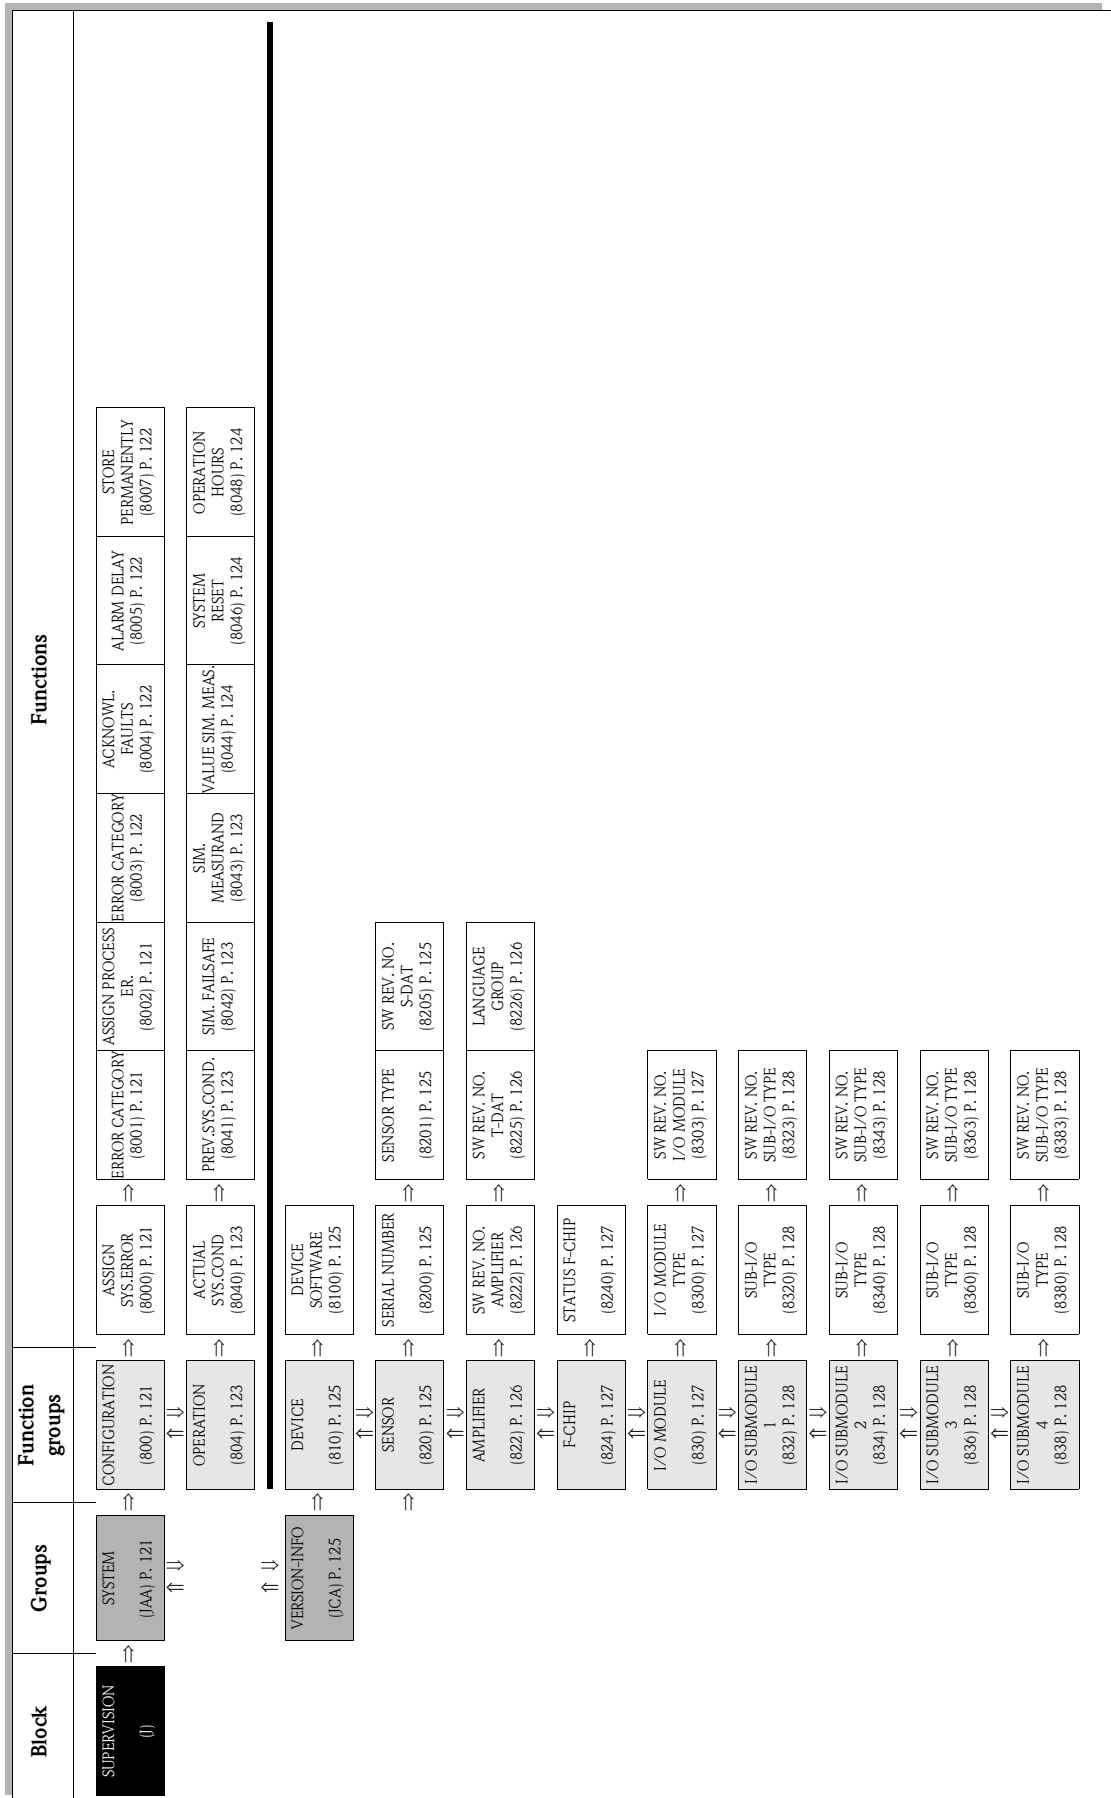 Block
Groups
Function
groups
Functions
SUPERVISION
(J)
SYSTEM
(JAA) P. 121
CONFIGURATION
(800) P. 121
ASSIGN
SYS.ERROR
(8000) P. 121
ERROR CATEGORY
(8001) P. 121
ASSIGN PROCESS
ER.
(8002) P. 121
ERROR CATEGORY
(8003) P. 122
ACKNOWL.
FAULTS
(8004) P. 122
ALARM DELAY
(8005) P. 122
STORE
PERMANENTLY
(8007) P. 122
OPERATION
(804) P. 123
ACTUAL
SYS.COND
(8040) P. 123
PREV.SYS.COND.
(8041) P. 123
SIM. FAILSAFE
(8042) P. 123
SIM.
MEASURAND
(8043) P. 123
VALUE SIM. MEAS.
(8044) P. 124
SYSTEM
RESET
(8046) P. 124
OPERATION
HOURS
(8048) P. 124
VERSION-INFO
(JCA) P. 125
DEVICE
(810) P. 125
DEVICE
SOFTWARE
(8100) P. 125
SENSOR
(820) P. 125
SERIAL NUMBER
(8200) P. 125
SENSOR TYPE
(8201) P. 125
SW REV. NO.
S-DAT
(8205) P. 125
AMPLIFIER
(822) P. 126
SW REV. NO.
AMPLIFIER
(8222) P. 126
SW REV. NO.
T-DAT
(8225) P. 126
LANGUAGE
GROUP
(8226) P. 126
F-CHIP
(824) P. 127
STATUS F-CHIP
(8240) P. 127
I/O MODULE
(830) P. 127
I/O MODULE
TYPE
(8300) P. 127
SW REV. NO.
I/O MODULE
(8303) P. 127
I/O SUBMODULE
1
(832) P. 128
SUB-I/O
TYPE
(8320) P. 128
SW REV. NO.
SUB-I/O TYPE
(8323) P. 128
I/O SUBMODULE
2
(834) P. 128
SUB-I/O
TYPE
(8340) P. 128
SW REV. NO.
SUB-I/O TYPE
(8343) P. 128
I/O SUBMODULE
3
(836) P. 128
SUB-I/O
TYPE
(8360) P. 128
SW REV. NO.
SUB-I/O TYPE
(8363) P. 128
I/O SUBMODULE
4
(838) P. 128
SUB-I/O
TYPE
(8380) P. 128
SW REV. NO.
SUB-I/O TYPE
(8383) P. 128